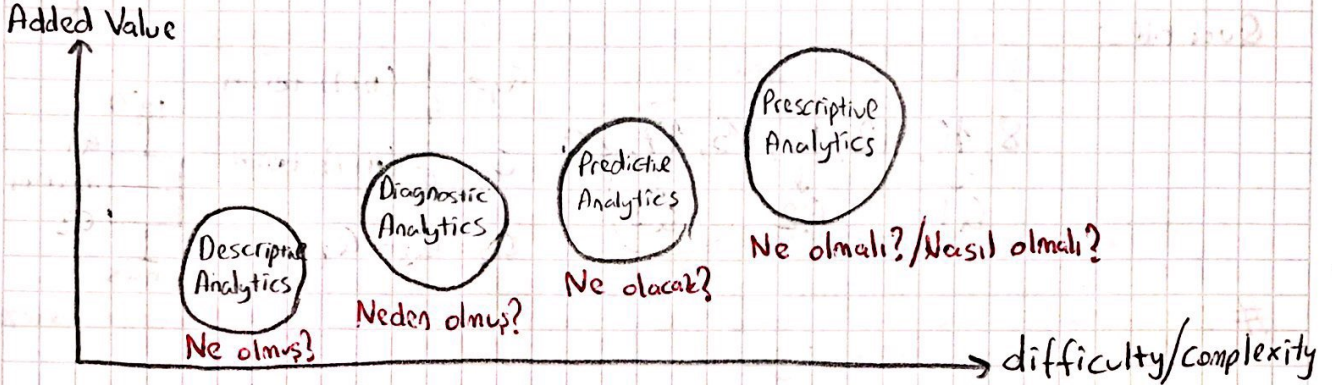 Added Value
Prescriptive
Analytics
Predictive
Analytics
Diagnostic
Analytics
Descriptive
Analytics
Ne olmalı?/Nasıl olmalı?
Ne olacak?
Neden olmuş?
Ne olmuş?
difficulty/complexity